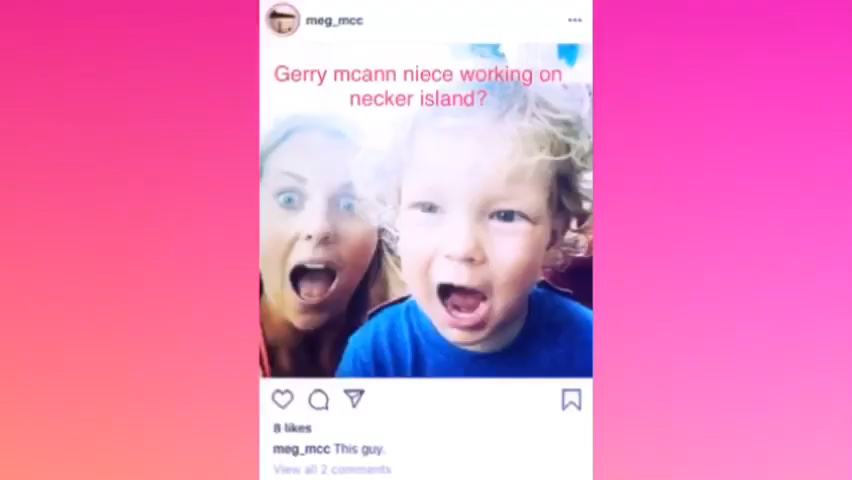 meg_mcc
Gerry mcann niece working on
necker island?
8 likes
meg_mcc This guy.
View all 2 comments